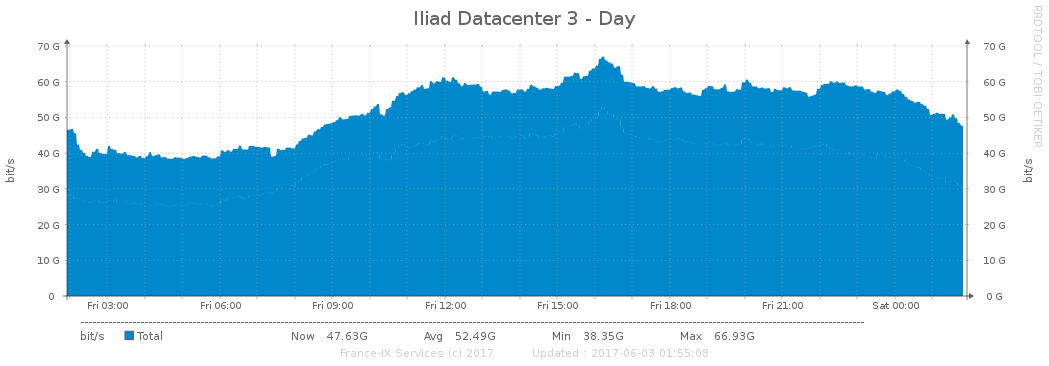 Iliad Datacenter 3 - Day
RRDTOOL / TOBI OETIKER
70 G 70 G
60 G 60 G
50 G 50 G
40 G 40 G
30 G 30 G
20 G 20 G
10 G 10 G
0 0 G
bit/s
bit/s
Fri 03:00 Fri 06:00 Fri 09:00 Fri 12:00 Fri 15:00 Fri 18:00 Fri 21:00 Sat 00:00
bit/s Total Now 47.63G Avg 52.49G Min 38.35G Max 66.93G
France-IX Services (c) 2017 Updated : 2017-06-03 01:55:08